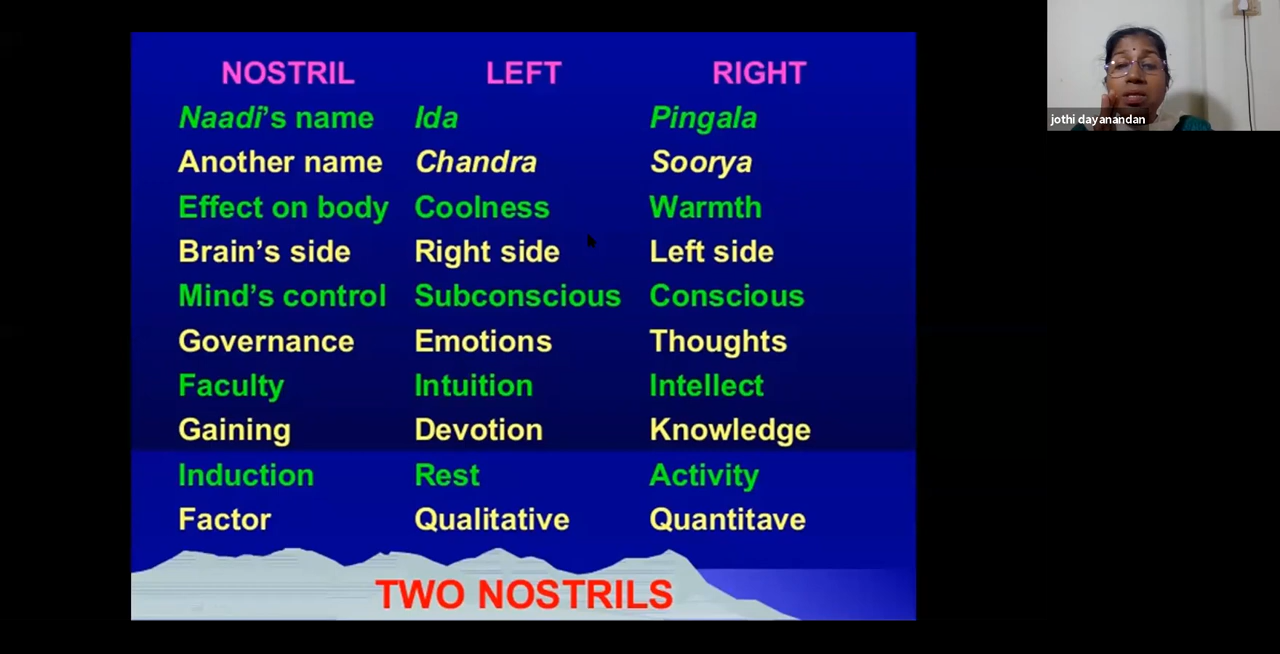 NOSTRIL LEFT RIGHT
Naadi's name Ida Pingala
Another name Chandra Soorya
Effect on body Coolness Warmth
Brain's side Right side Left side
Mind's control Subconscious Conscious
Governance Emotions Thoughts
Faculty Intuition Intellect
Gaining Devotion Knowledge
Induction Rest Activity
Factor Qualitative Quantitave
TWO NOSTRILS
jothi dayanandan